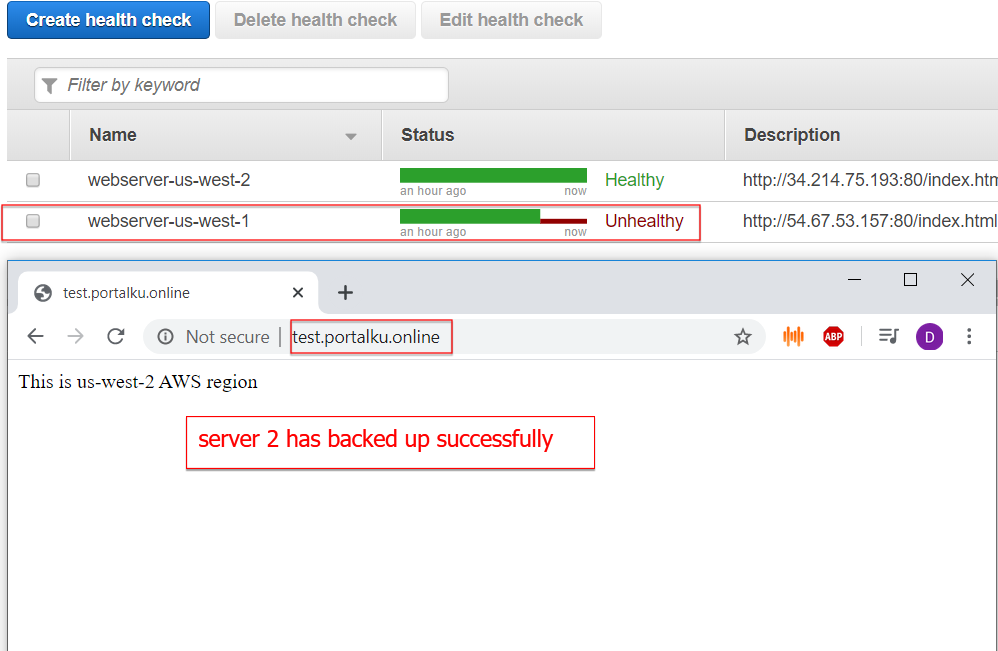 Create health check Delete health check Edit health check
Filter by keyword
Name Status Description
webserver-us-west-2 Healthy http://34.214.75.193:80/index.htm
an hour ago now
webserver-us-west-1 Unhealthy http://54.67.53.157:80/index.html
an hour ago now
test.portalku.online
Not secure | test.portalku.online ABP D
This is us-west-2 AWS region
server 2 has backed up successfully